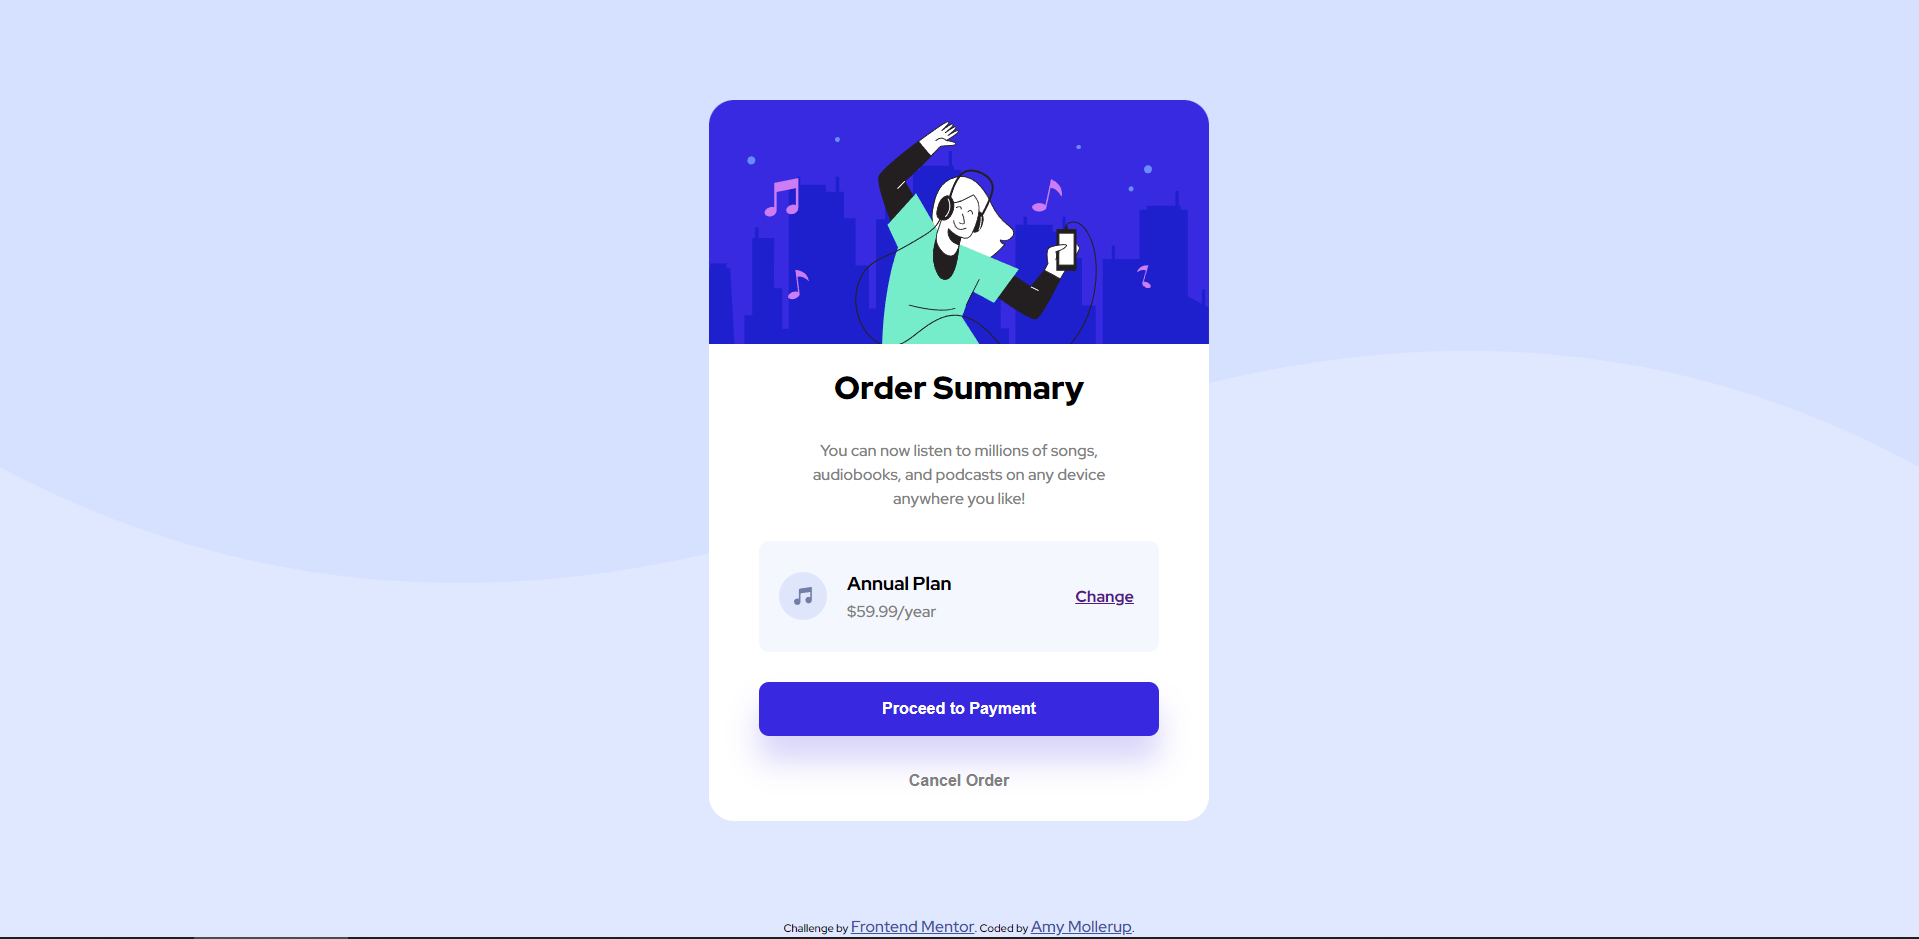 Order Summary
You can now listen to millions of songs,
audiobooks, and podcasts on any device
anywhere you like!
Annual Plan
$59.99/year
Change
Proceed to Payment
Cancel Order
Challenge by Frontend Mentor. Coded by Amy Mollerup.